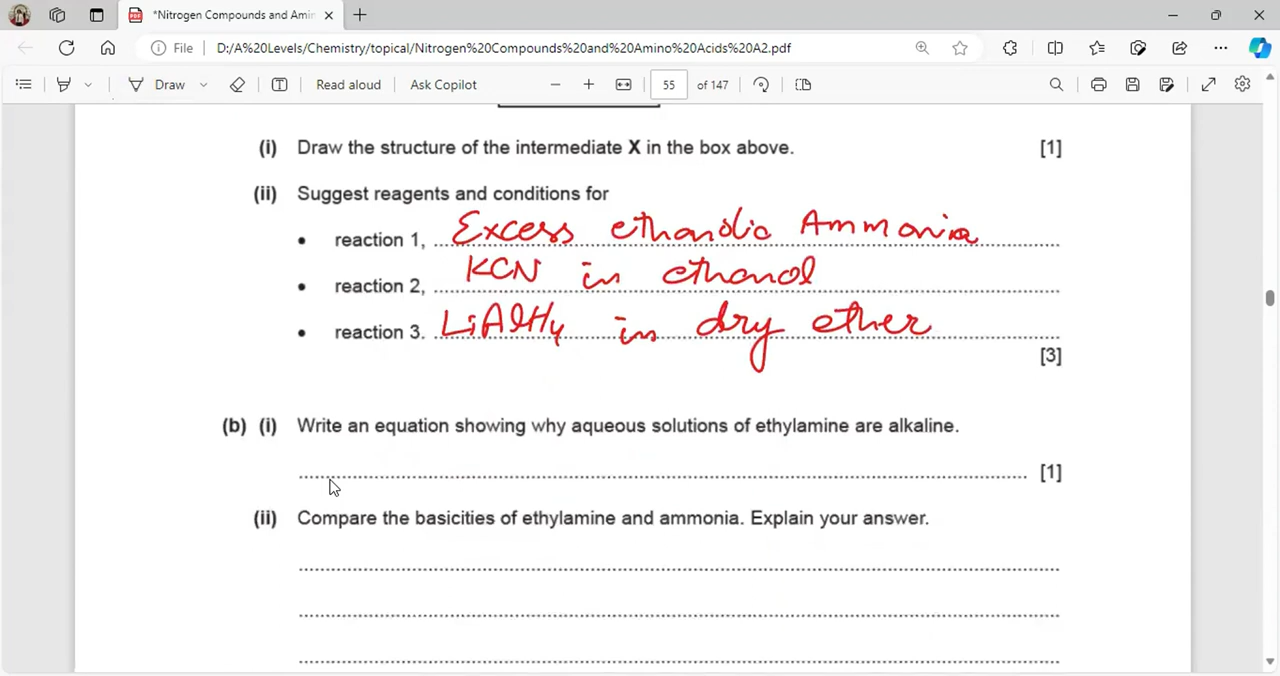 *Nitrogen Compounds and Amin
File D:/A%20Levels/Chemistry/topical/Nitrogen%20Compounds%20and%20Amino%20Acids%20A2.pdf
Draw Read aloud Ask Copilot 55 of 147
(i) Draw the structure of the intermediate X in the box above. [1]
(ii) Suggest reagents and conditions for
• reaction 1, Excess ethanolic Ammonia
• reaction 2, KCN in ethanol
• reaction 3. LiAlH4 in dry ether
[3]
(b) (i) Write an equation showing why aqueous solutions of ethylamine are alkaline.
[1]
(ii) Compare the basicities of ethylamine and ammonia. Explain your answer.